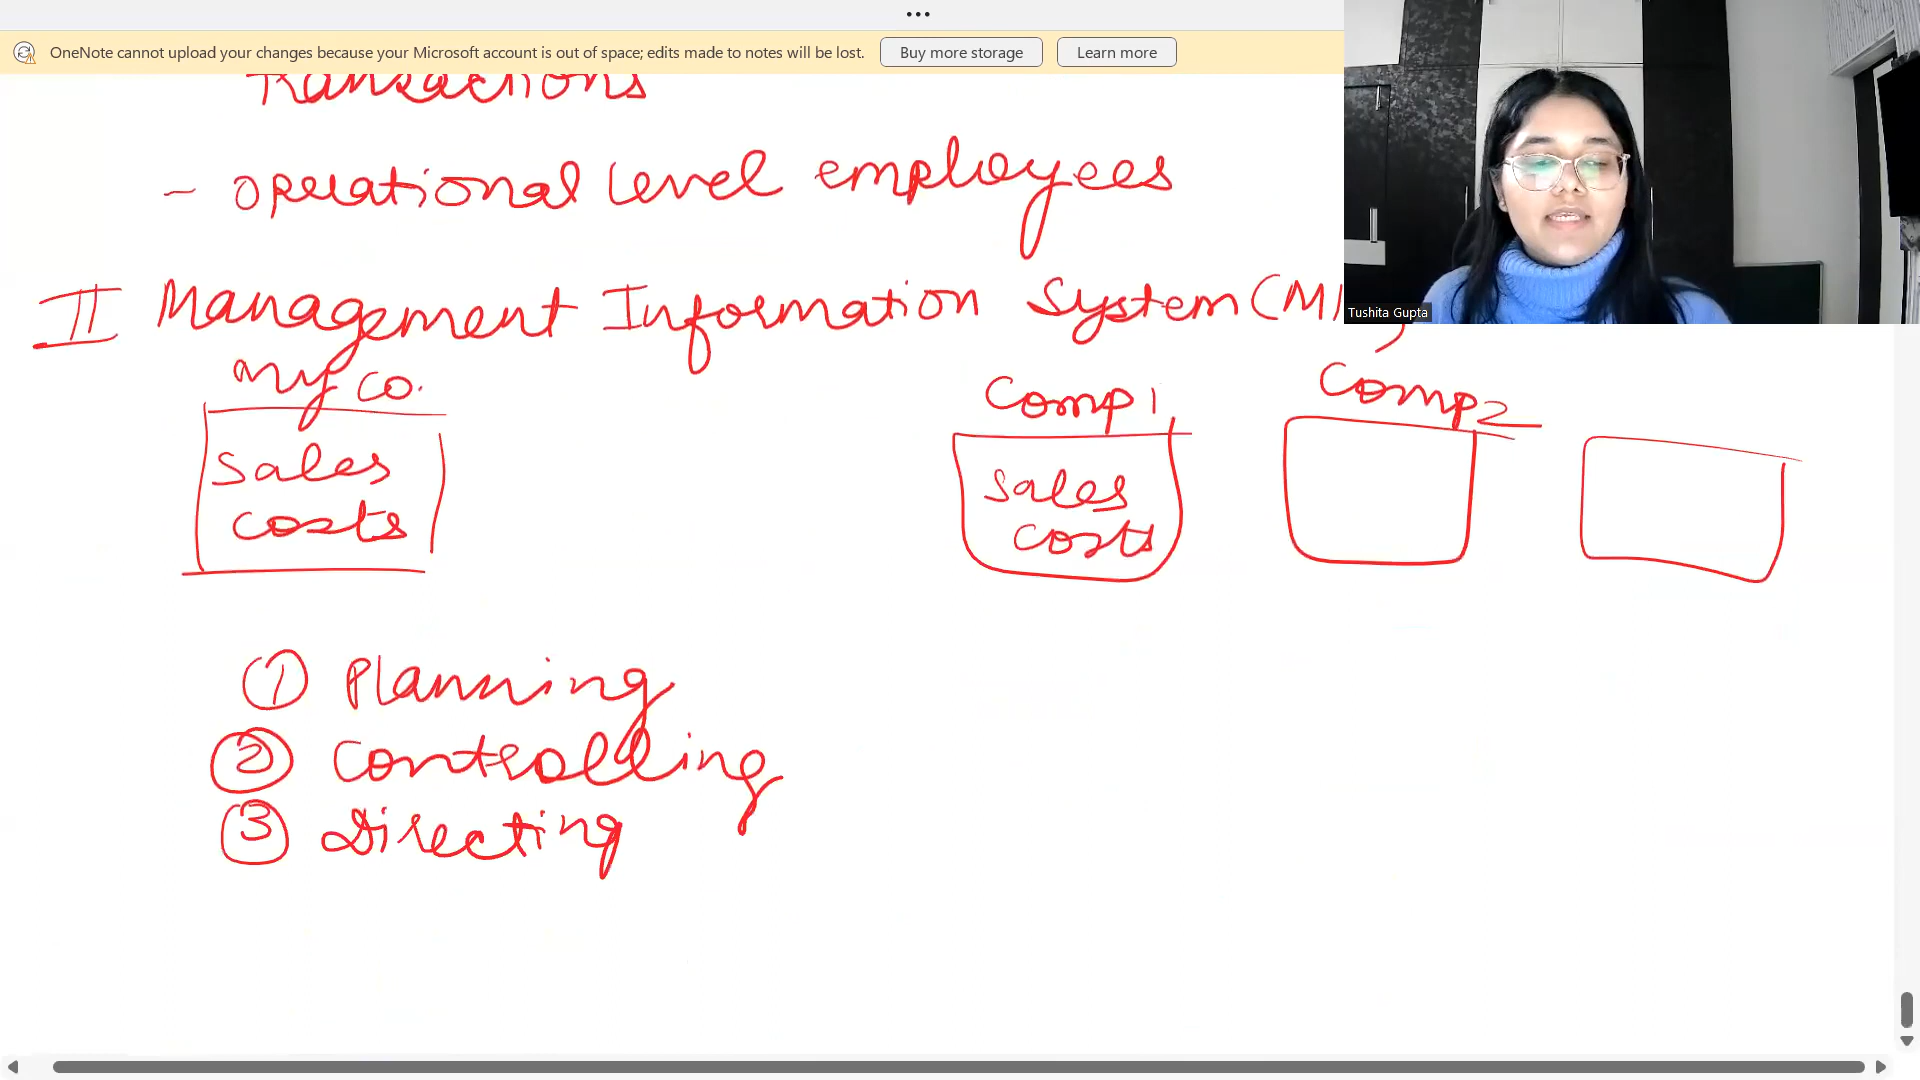 OneNote cannot upload your changes because your Microsoft account is out of space; edits made to notes will be lost. Buy more storage Learn more
Transactions
- Operational level employees
II Management Information System (MI
Tushita Gupta
My Co.
Sales
Costs
Comp 1
Sales
Costs
Comp 2
① Planning
② Controlling
③ Directing